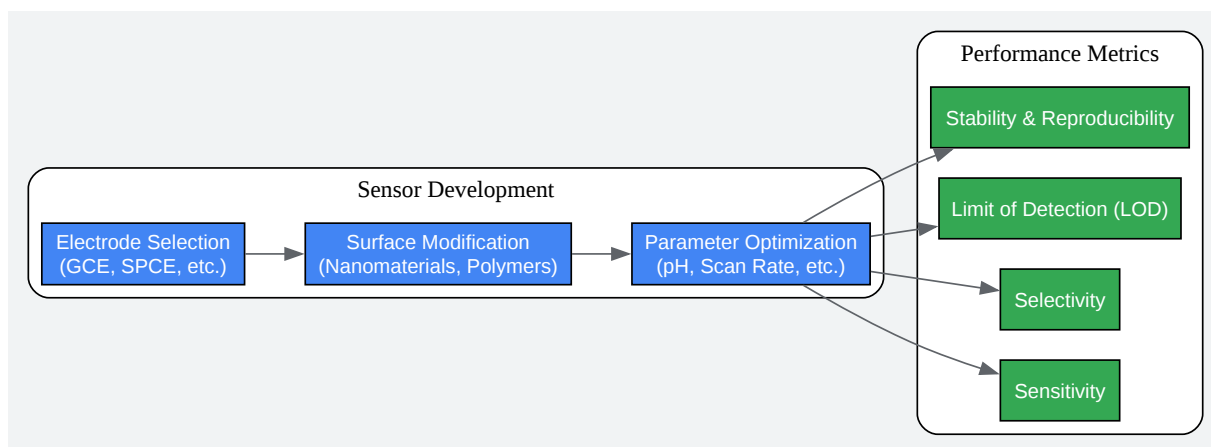 Sensor Development
Electrode Selection
(GCE, SPCE, etc.)
Surface Modification
(Nanomaterials, Polymers)
Parameter Optimization
(pH, Scan Rate, etc.)
Performance Metrics
Stability & Reproducibility
Limit of Detection (LOD)
Selectivity
Sensitivity